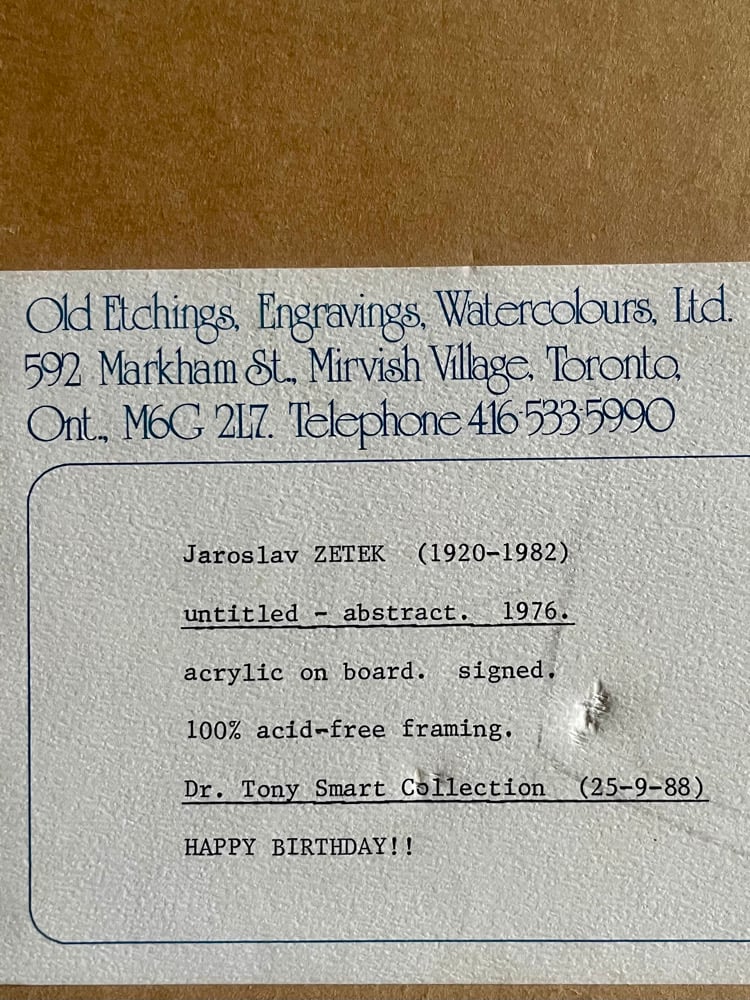 Old Etchings, Engravings, Watercolours, Ltd.
592 Markham St., Mirvish Village, Toronto,
Ont., M6G 2L7. Telephone 416-533-5990
Jaroslav ZETEK (1920-1982)
untitled - abstract. 1976.
acrylic on board. signed.
100% acid-free framing.
Dr. Tony Smart Collection (25-9-88)
HAPPY BIRTHDAY!!